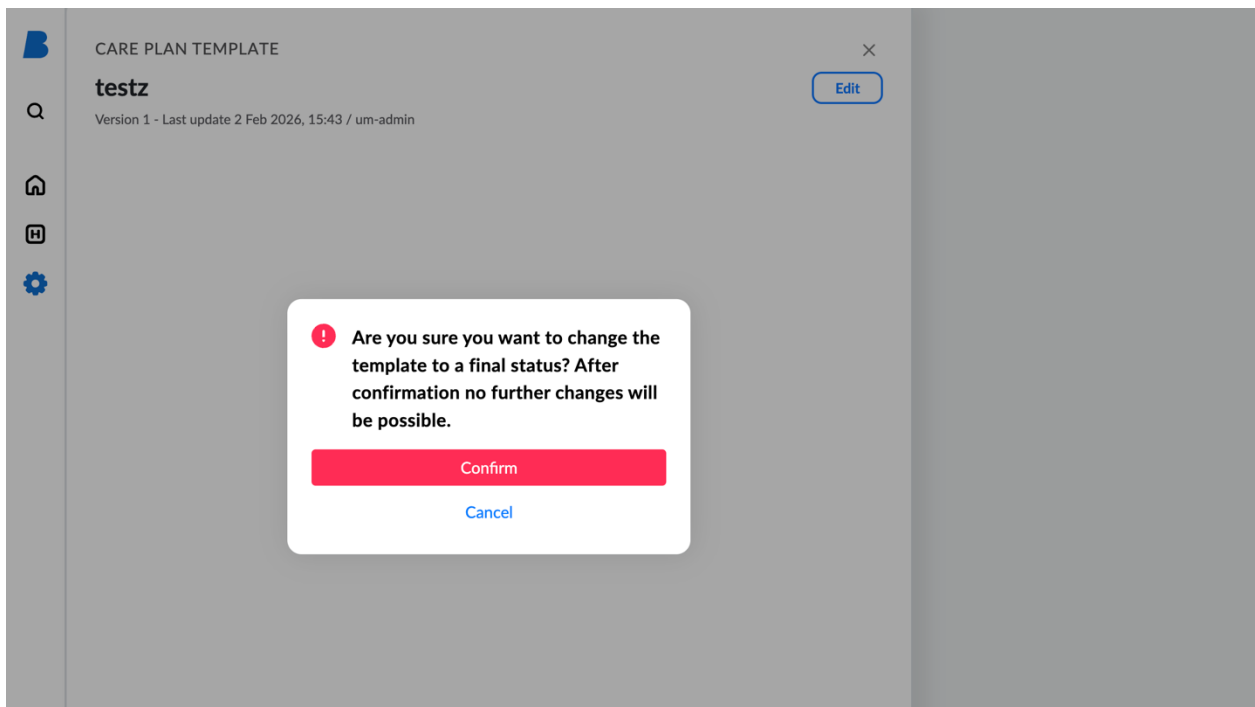 CARE PLAN TEMPLATE
testz
Edit
Version 1 - Last update 2 Feb 2026, 15:43 / um-admin
Are you sure you want to change the
template to a final status? After
confirmation no further changes will
be possible.
Confirm
Cancel